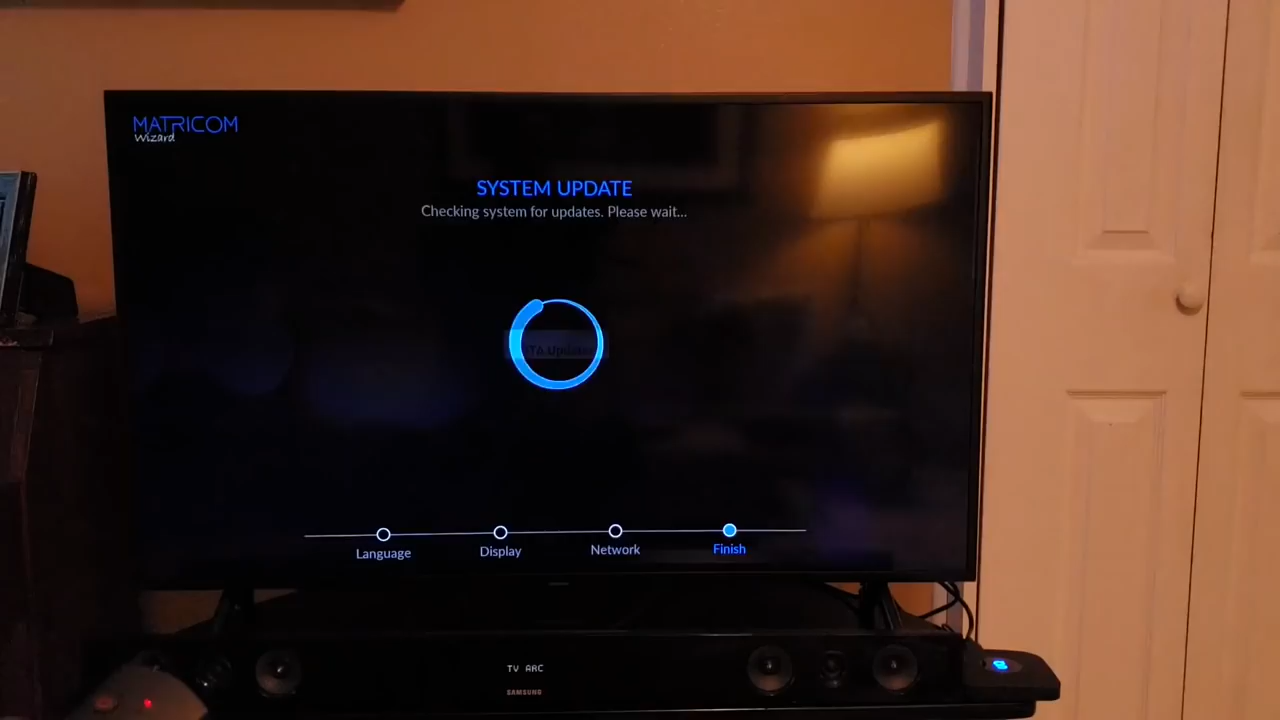 MATRICOM
Wizard
SYSTEM UPDATE
Checking system for updates. Please wait...
Language
Display
Network
Finish
TV ARC
SAMSUNG